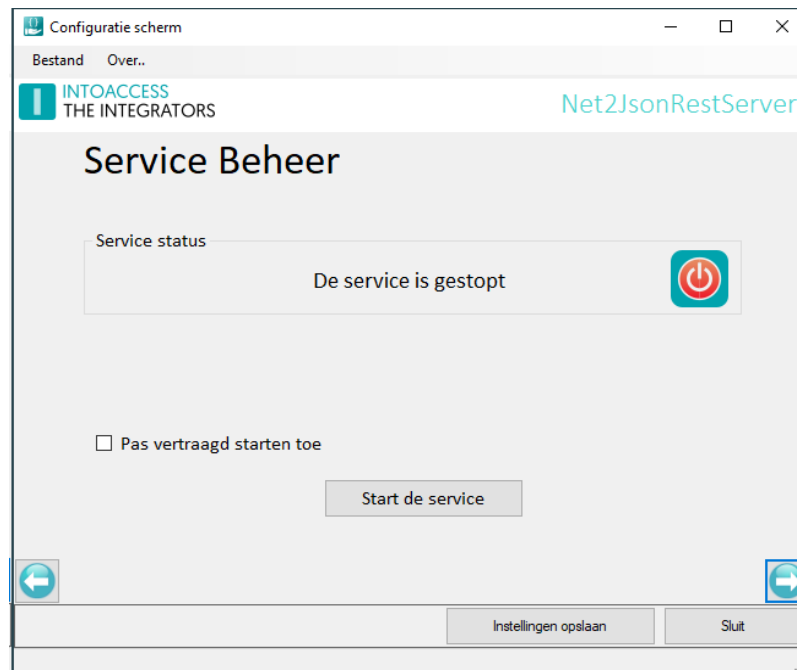 Configuratie scherm
Bestand Over..
INTOACCESS
THE INTEGRATORS
Net2JsonRestServer
Service Beheer
Service status
De service is gestopt
Pas vertraagd starten toe
Start de service
Instellingen opslaan Sluit